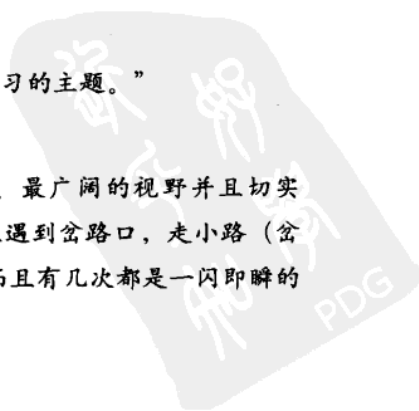 习的主题。”
最广阔的视野并且切实
遇到岔路口，走小路（岔
且有几次都是一闪即瞬的
PDG